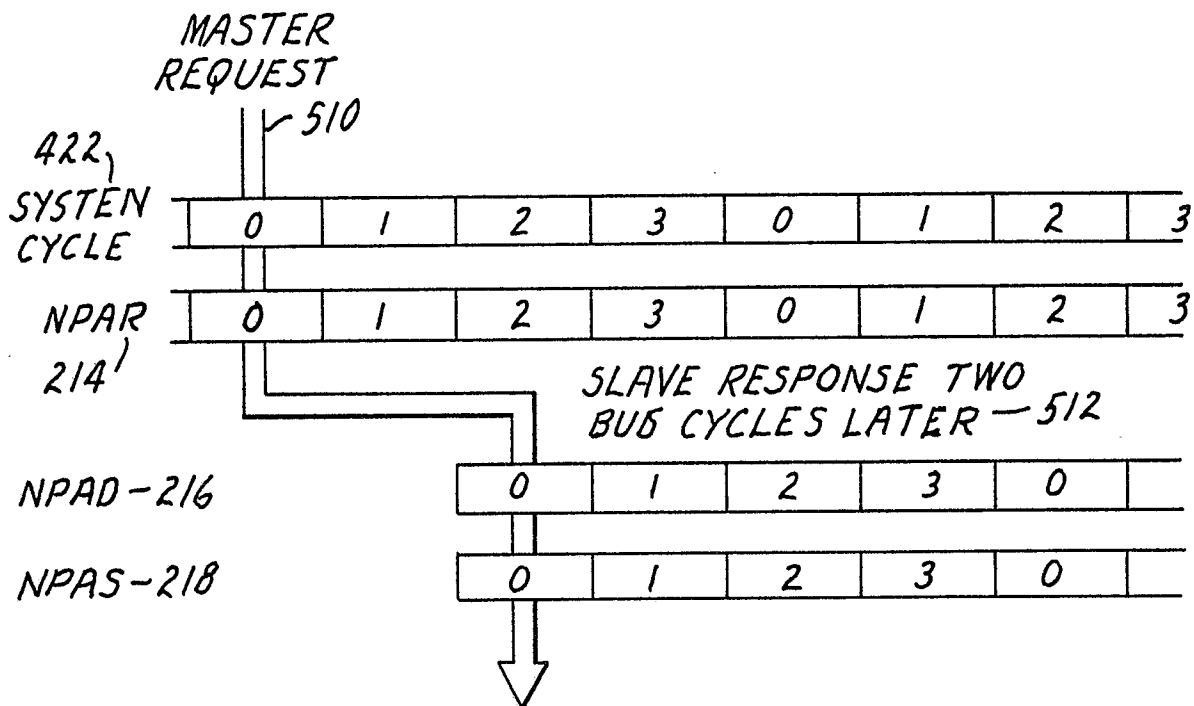 MASTER
REQUEST
510
422
SYSTEN
CYCLE
0 1 2 3 0 1 2 3
NPAR
214
0 1 2 3 0 1 2 3
SLAVE RESPONSE TWO
BUS CYCLES LATER - 512
NPAD-216
0 1 2 3 0
NPAS-218
0 1 2 3 0